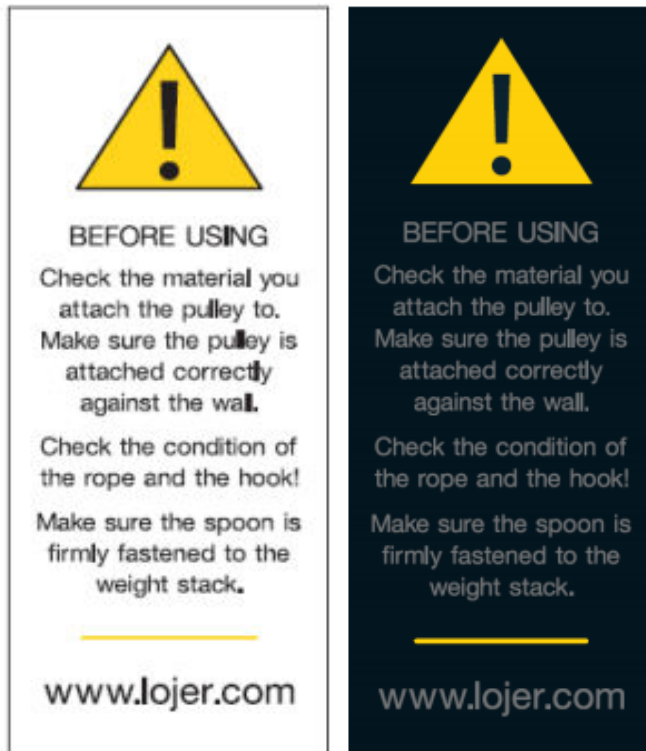 BEFORE USING
Check the material you
attach the pulley to.
Make sure the pulley is
attached correctly
against the wall.
Check the condition of
the rope and the hook!
Make sure the spoon is
firmly fastened to the
weight stack.
www.lojer.com
BEFORE USING
Check the material you
attach the pulley to.
Make sure the pulley is
attached correctly
against the wall.
Check the condition of
the rope and the hook!
Make sure the spoon is
firmly fastened to the
weight stack.
www.lojer.com